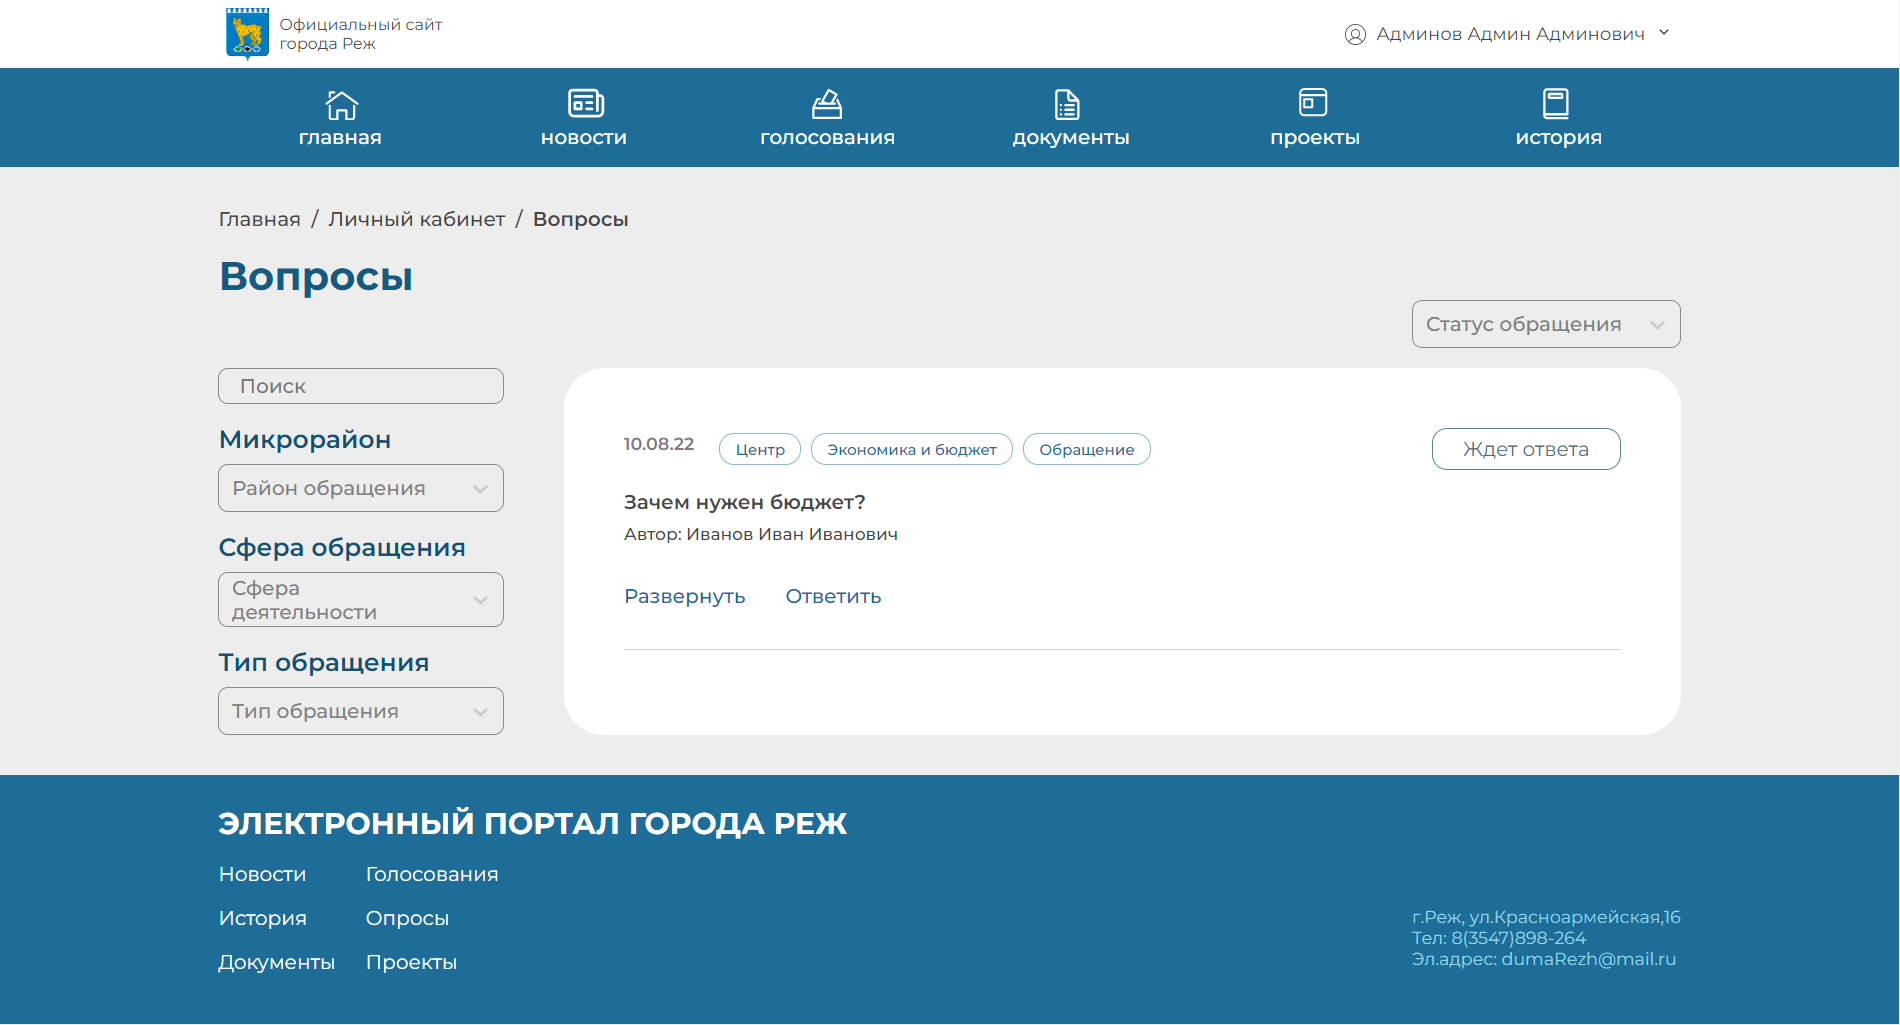 Официальный сайт
города Реж
Админов Админ Админович
главная
новости
голосования
документы
проекты
история
Главная / Личный кабинет / Вопросы
Вопросы
Статус обращения
Поиск
Микрорайон
Район обращения
Сфера обращения
Сфера
деятельности
Тип обращения
Тип обращения
10.08.22
Центр
Экономика и бюджет
Обращение
Ждет ответа
Зачем нужен бюджет?
Автор: Иванов Иван Иванович
Развернуть
Ответить
ЭЛЕКТРОННЫЙ ПОРТАЛ ГОРОДА РЕЖ
Новости
Голосования
История
Опросы
Документы
Проекты
г.Реж, ул.Красноармейская,16
Тел: 8(3547)898-264
Эл.адрес: dumaRezh@mail.ru